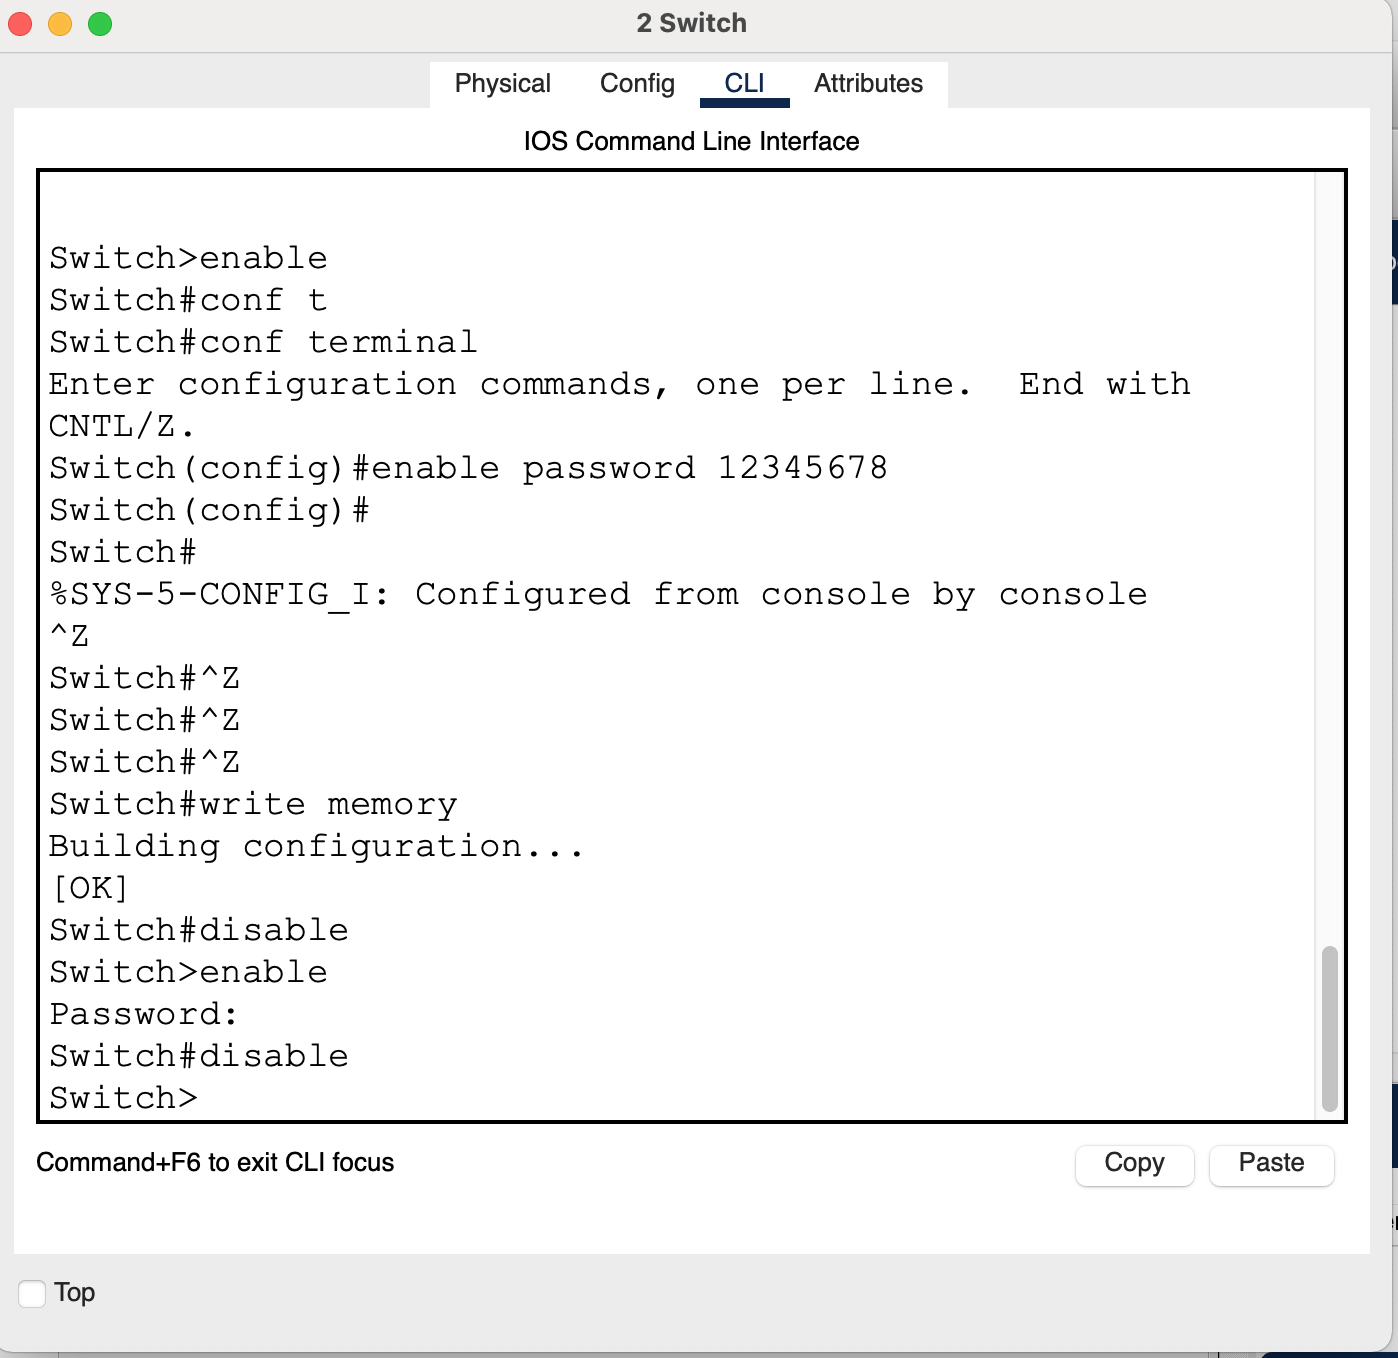 2 Switch
Physical Config CLI Attributes
IOS Command Line Interface
Switch>enable
Switch#conf t
Switch#conf terminal
Enter configuration commands, one per line.  End with
CNTL/Z.
Switch(config)#enable password 12345678
Switch(config)#
Switch#
%SYS-5-CONFIG_I: Configured from console by console
^Z
Switch#^Z
Switch#^Z
Switch#^Z
Switch#write memory
Building configuration...
[OK]
Switch#disable
Switch>enable
Password:
Switch#disable
Switch>
Command+F6 to exit CLI focus
Copy Paste
Top